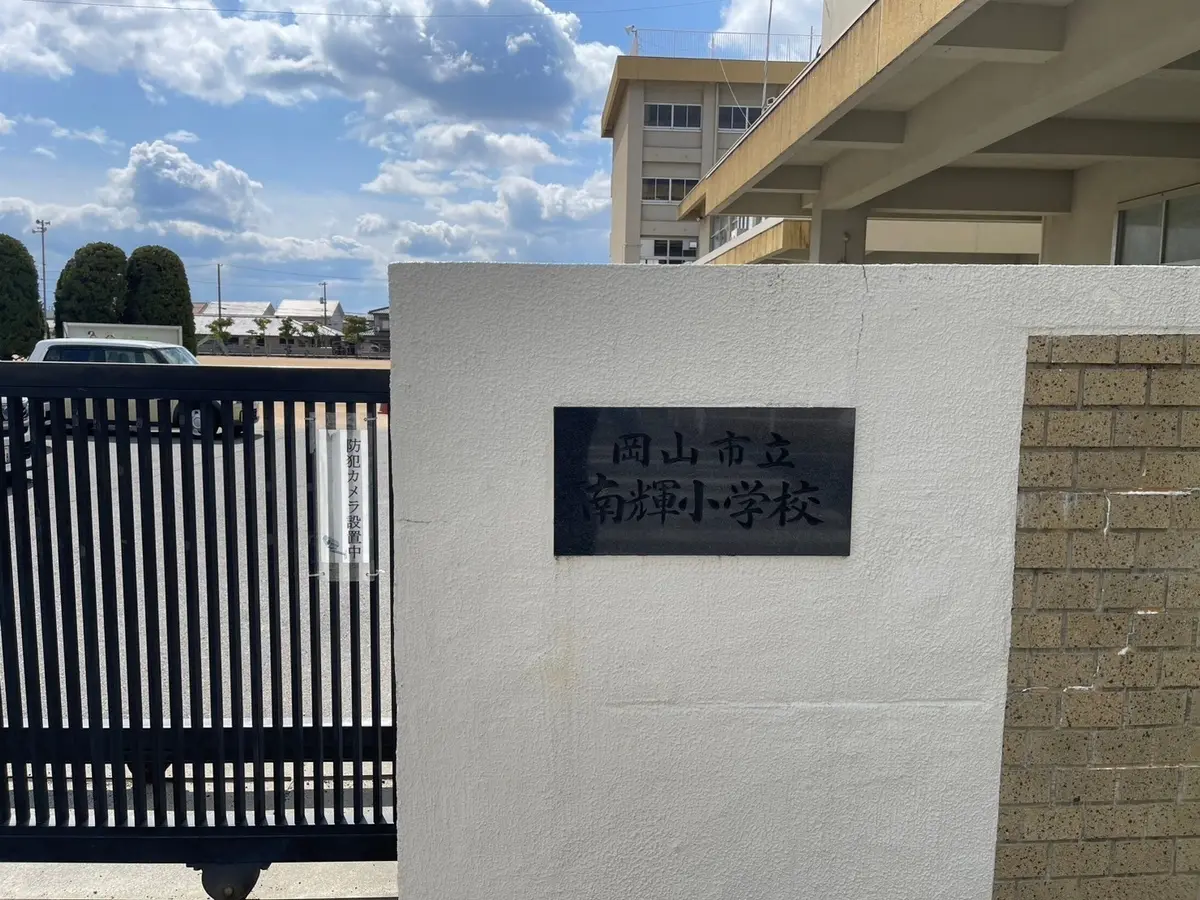 防犯カメラ設置中
岡山市立
南輝小学校